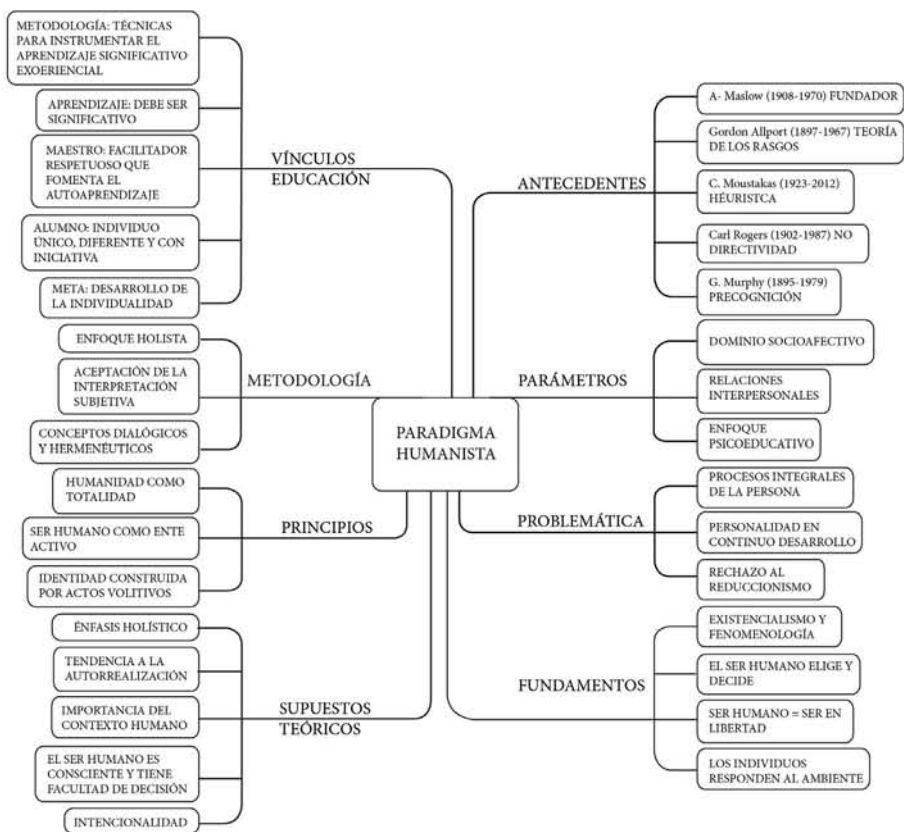 METODOLOGÍA: TÉCNICAS
PARA INSTRUMENTAR EL
APRENDIZAJE SIGNIFICATIVO
EXOERIENCIAL
APRENDIZAJE: DEBE SER
SIGNIFICATIVO
MAESTRO: FACILITADOR
RESPETUOSO QUE
FOMENTA EL
AUTOAPRENDIZAJE
ALUMNO: INDIVIDUO
ÚNICO, DIFERENTE Y CON
INICIATIVA
META: DESARROLLO DE
LA INDIVIDUALIDAD
VÍNCULOS
EDUCACIÓN
ENFOQUE HOLISTA
ACEPTACIÓN DE LA
INTERPRETACIÓN
SUBJETIVA
CONCEPTOS DIALÓGICOS
Y HERMENÉUTICOS
METODOLOGÍA
HUMANIDAD COMO
TOTALIDAD
SER HUMANO COMO ENTE
ACTIVO
IDENTIDAD CONSTRUIDA
POR ACTOS VOLITIVOS
PRINCIPIOS
ÉNFASIS HOLÍSTICO
TENDENCIA A LA
AUTORREALIZACIÓN
IMPORTANCIA DEL
CONTEXTO HUMANO
EL SER HUMANO ES
CONSCIENTE Y TIENE
FACULTAD DE DECISIÓN
INTENCIONALIDAD
SUPUESTOS
TEÓRICOS
PARADIGMA
HUMANISTA
ANTECEDENTES
A- Maslow (1908-1970) FUNDADOR
Gordon Allport (1897-1967) TEORÍA
DE LOS RASGOS
C. Moustakas (1923-2012)
HÉURISTCA
Carl Rogers (1902-1987) NO
DIRECTIVIDAD
G. Murphy (1895-1979)
PRECOGNICIÓN
PARÁMETROS
DOMINIO SOCIOAFECTIVO
RELACIONES
INTERPERSONALES
ENFOQUE
PSICOEDUCATIVO
PROBLEMÁTICA
PROCESOS INTEGRALES
DE LA PERSONA
PERSONALIDAD EN
CONTINUO DESARROLLO
RECHAZO AL
REDUCCIONISMO
FUNDAMENTOS
EXISTENCIALISMO Y
FENOMENOLOGÍA
EL SER HUMANO ELIGE Y
DECIDE
SER HUMANO = SER EN
LIBERTAD
LOS INDIVIDUOS
RESPONDEN AL AMBIENTE